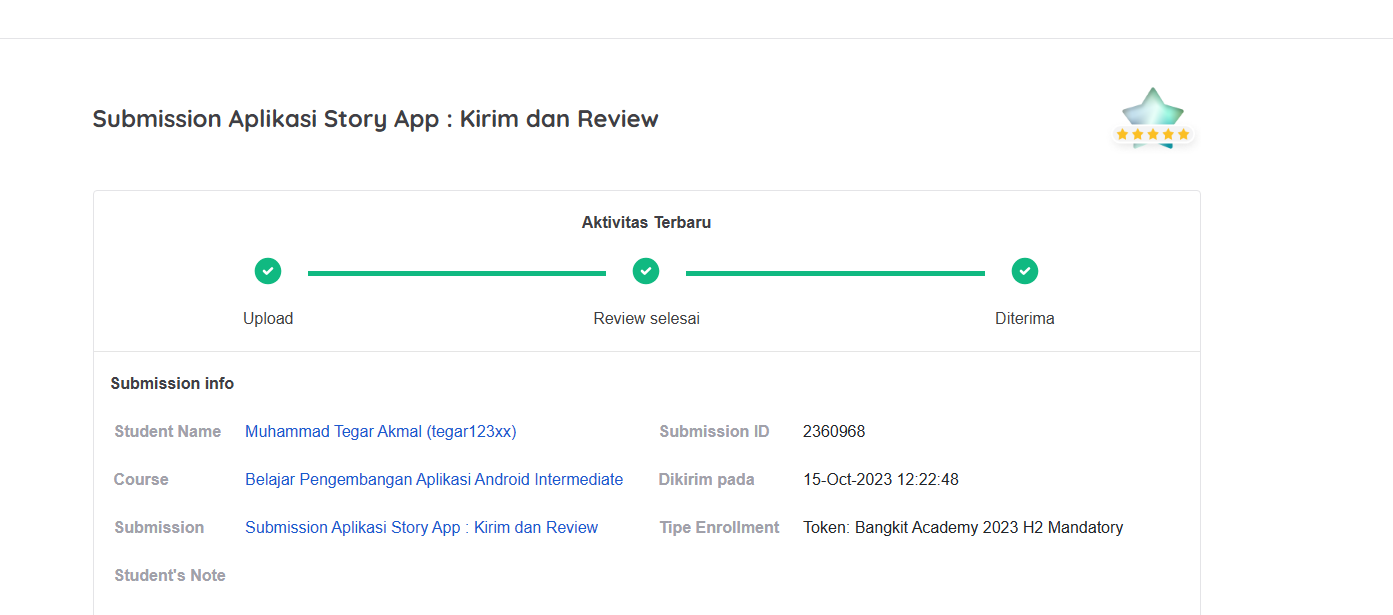 Submission Aplikasi Story App : Kirim dan Review
Aktivitas Terbaru
Upload
Review selesai
Diterima
Submission info
Student Name Muhammad Tegar Akmal (tegar123xx) Submission ID 2360968
Course Belajar Pengembangan Aplikasi Android Intermediate Dikirim pada 15-Oct-2023 12:22:48
Submission Submission Aplikasi Story App : Kirim dan Review Tipe Enrollment Token: Bangkit Academy 2023 H2 Mandatory
Student's Note